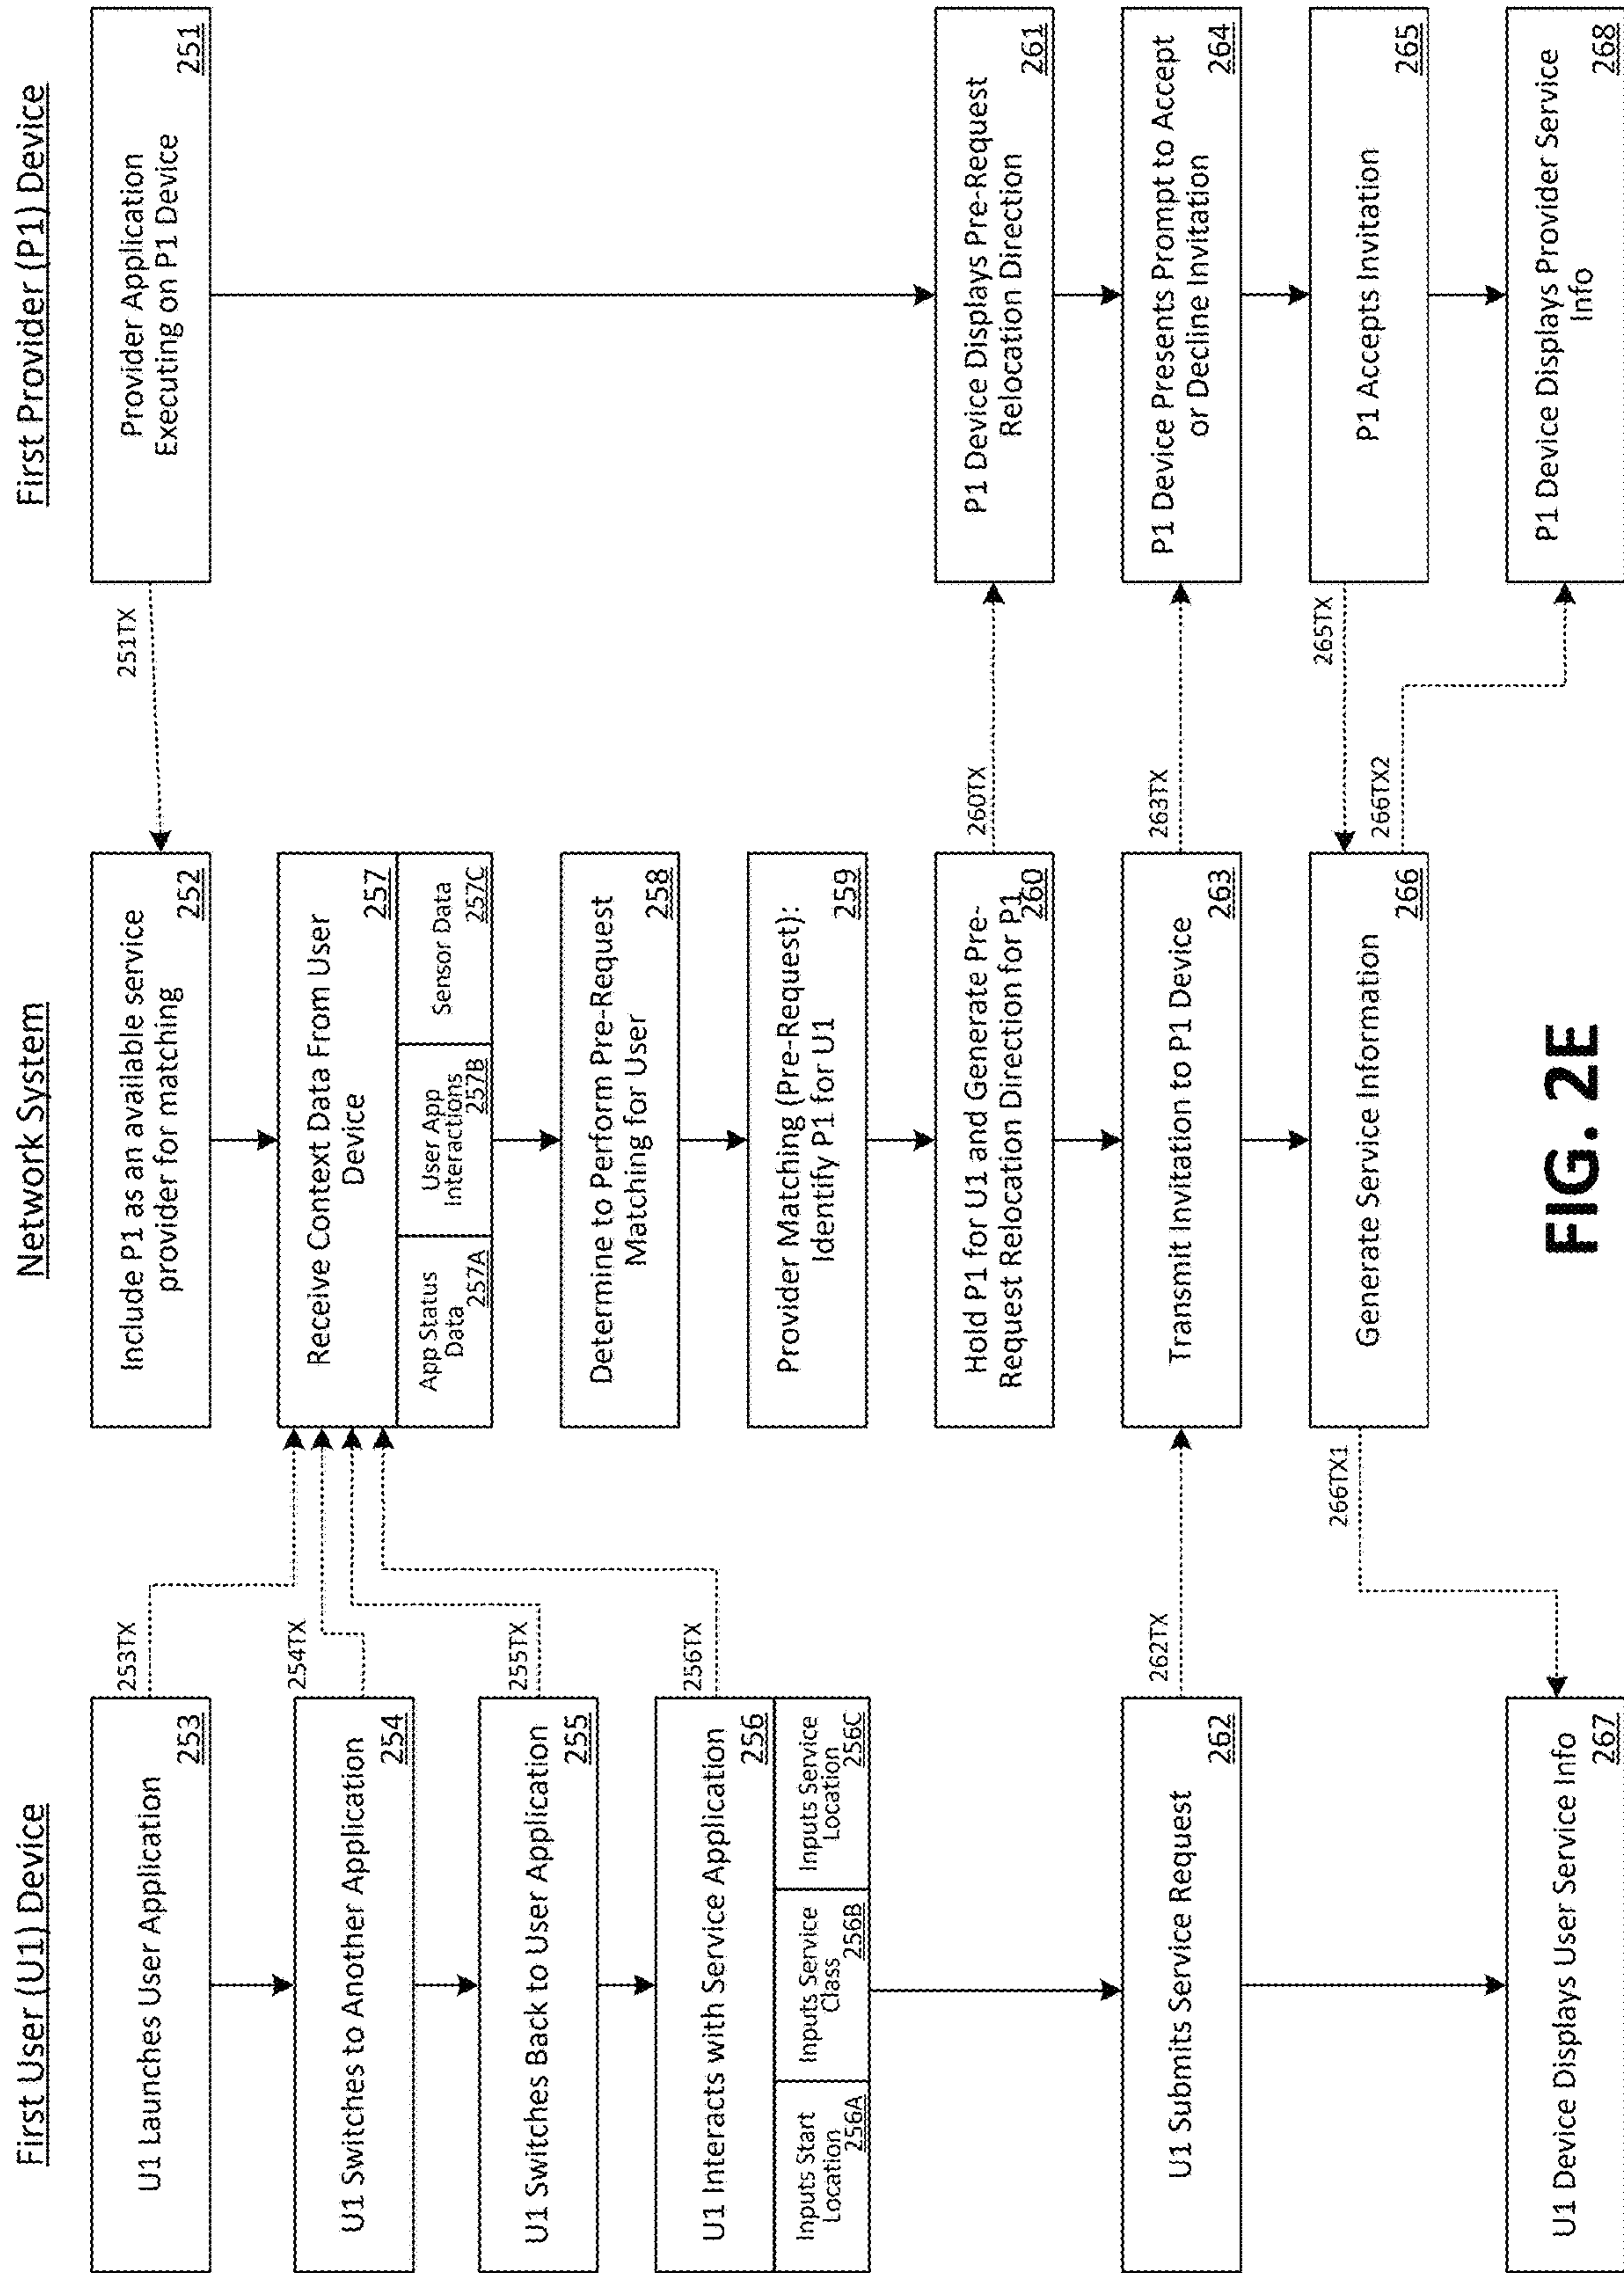 First User (U1) Device
U1 Launches User Application
253
253TX
U1 Switches to Another Application
254
254TX
U1 Switches Back to User Application
255
255TX
U1 Interacts with Service Application
256
256TX
Inputs Start
Location
256A
Inputs Service
Class
256B
Inputs Service
Location
256C
U1 Submits Service Request
262
262TX
U1 Device Displays User Service Info
267
Network System
Include P1 as an available service
provider for matching
252
Receive Context Data From User
Device
257
App Status
Data
257A
User App
Interactions
257B
Sensor Data
257C
Determine to Perform Pre-Request
Matching for User
258
Provider Matching (Pre-Request):
Identify P1 for U1
259
Hold P1 for U1 and Generate Pre-
Request Relocation Direction for P1
260
260TX
Transmit Invitation to P1 Device
263
263TX
Generate Service Information
266
266TX1
266TX2
First Provider (P1) Device
Provider Application
Executing on P1 Device
251
251TX
P1 Device Displays Pre-Request
Relocation Direction
261
P1 Device Presents Prompt to Accept
or Decline Invitation
264
P1 Accepts Invitation
265
265TX
P1 Device Displays Provider Service
Info
268
FIG. 2E